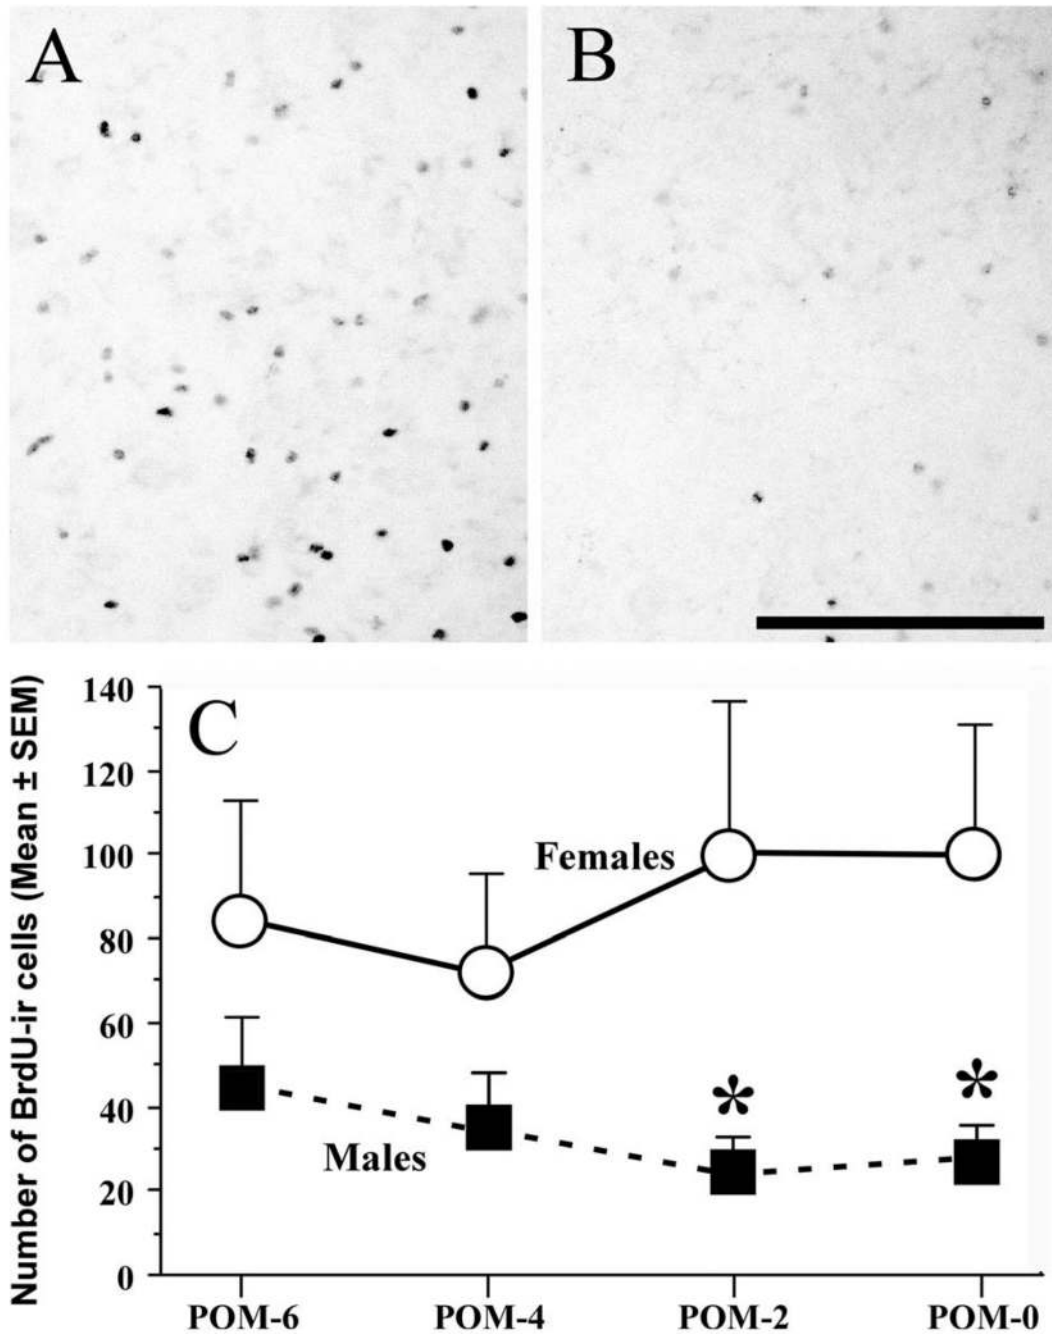 A
B
C
Number of BrdU-ir cells (Mean ± SEM)
140
120
100
80
60
40
20
0
Females
Males
*
*
POM-6
POM-4
POM-2
POM-0